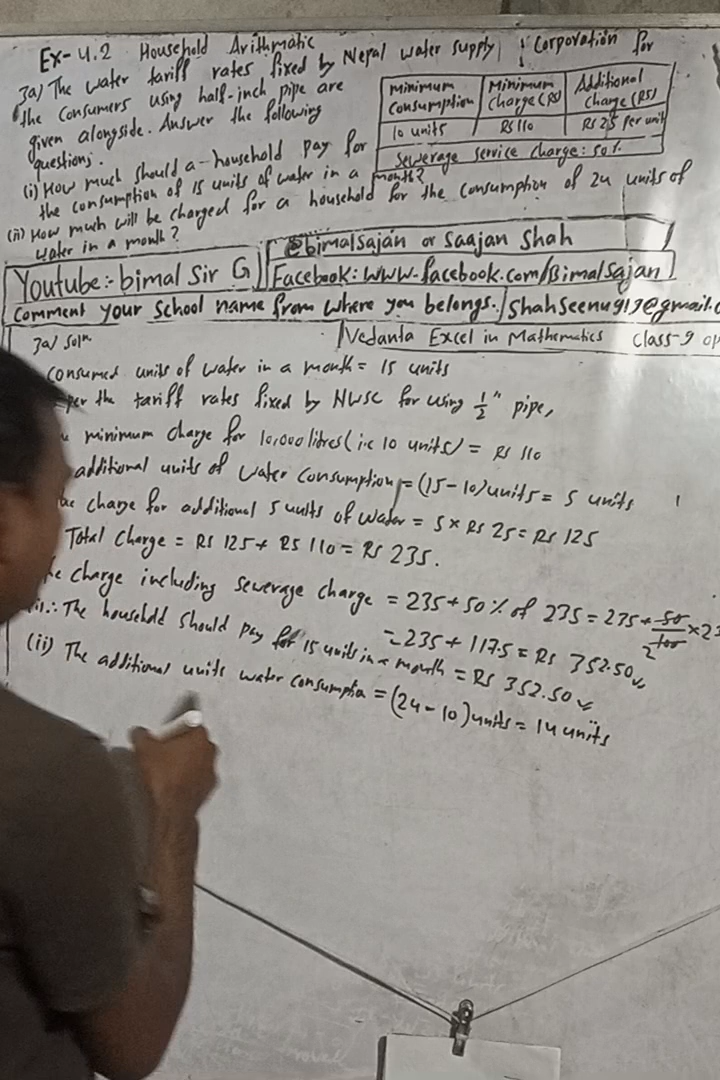 Ex-4.2 Household Arithmatic
3a) The water tariff rates fixed by Nepal water supply Corporation for
the consumers using half-inch pipe are
given alongside. Answer the following
questions.
minimum consumption | Minimum charge (RS) | Additional charge (RS)
10 units | RS 110 | RS 25 per unit
Sewerage service charge: 50%
(i) How much should a household pay for
the consumption of 15 units of water in a month?
(ii) How much will be charged for a household for the consumption of 24 units of
water in a month?
@bimalsajan or Saajan Shah
Youtube:- bimal Sir G
Facebook: www.facebook.com/Bimalsajan
Comment your School name from where you belongs. / Shahseenu913@gmail.c
3a) Solⁿ
Vedanta Excel in Mathematics Class-9 op
consumed units of water in a month = 15 units
per the tariff rates fixed by NWSC for using 1/2" pipe,
minimum charge for 10,000 litres (i.e 10 units) = RS 110
additional units of water consumption = (15-10) units = 5 units
charge for additional 5 units of water = 5 × RS 25 = RS 125
Total Charge = RS 125 + RS 110 = RS 235.
charge including sewerage charge = 235 + 50% of 235 = 235 + 50/100 × 23
2
= 235 + 117.5 = RS 352.50
∴ The household should pay for 15 units in a month = RS 352.50
(ii) The additional units water consumptn = (24-10) units = 14 units